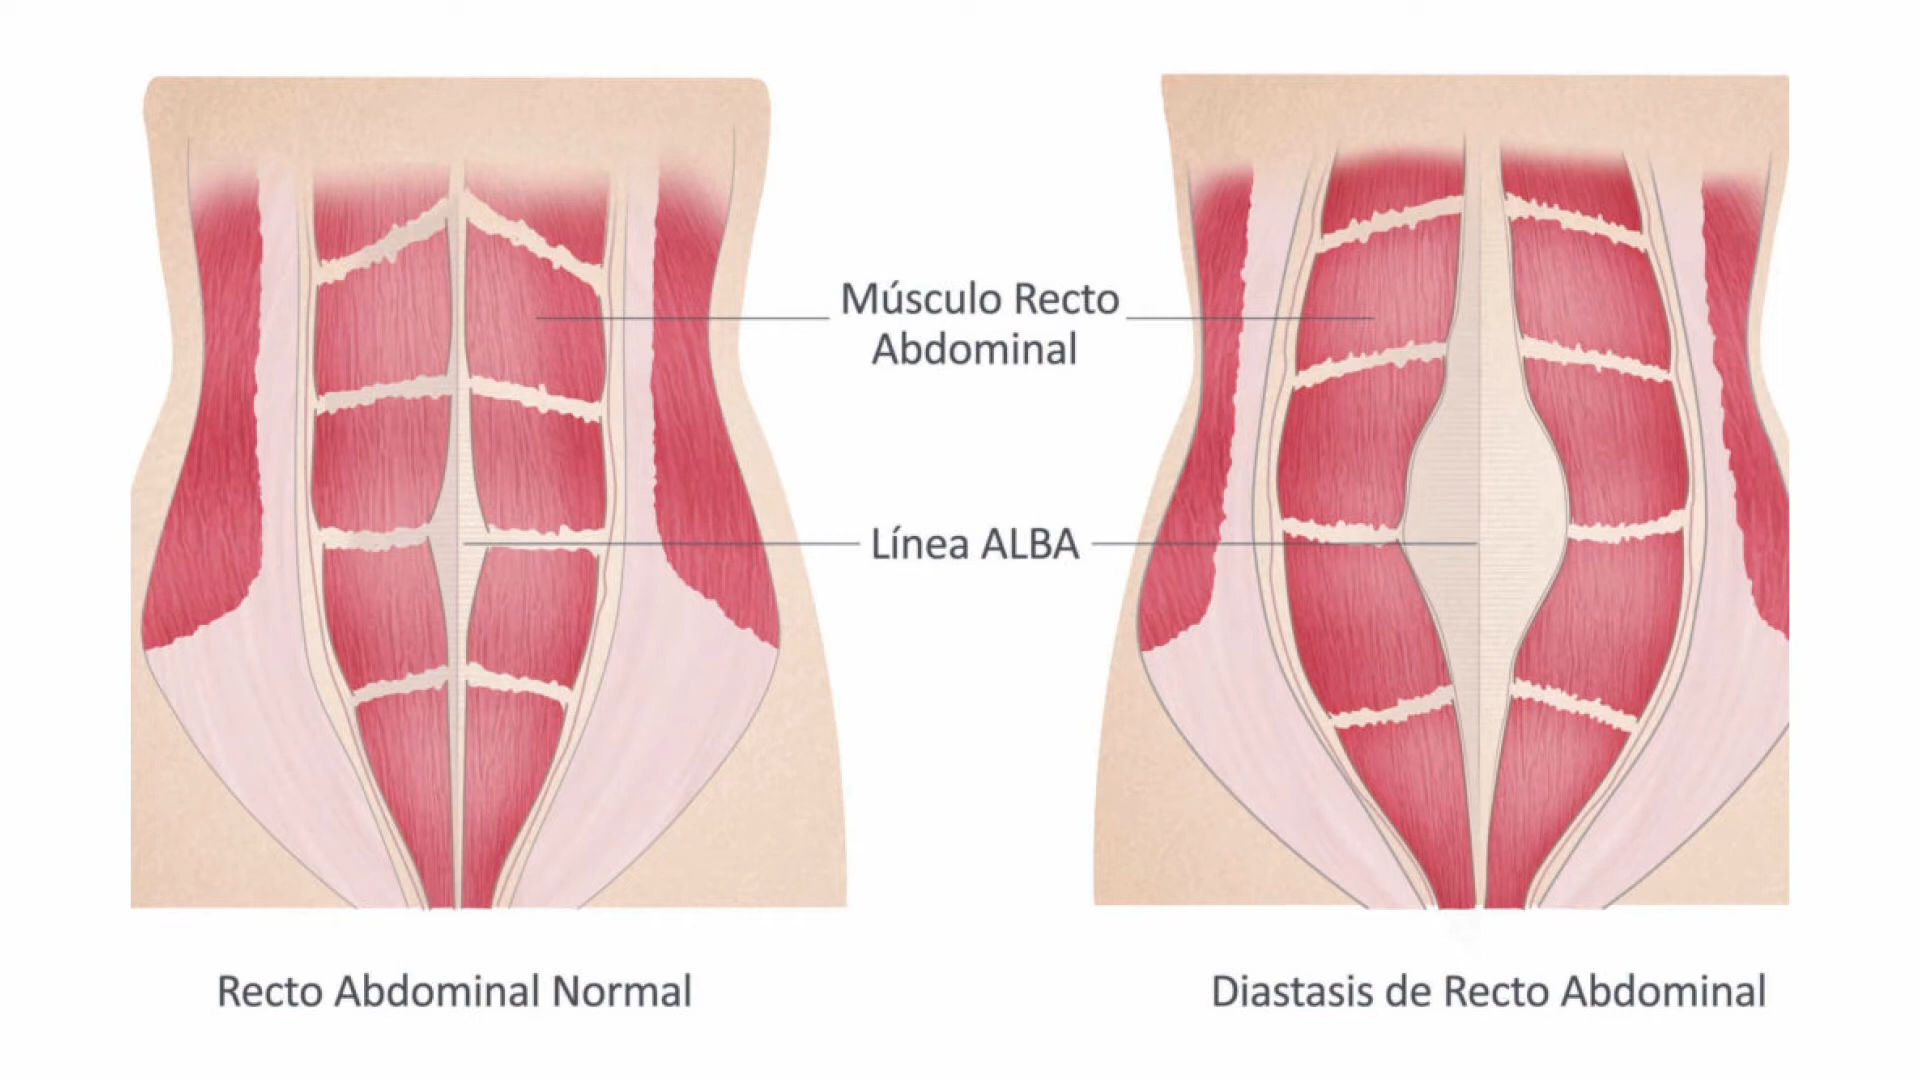 Músculo Recto
Abdominal
Línea ALBA
Recto Abdominal Normal
Diastasis de Recto Abdominal